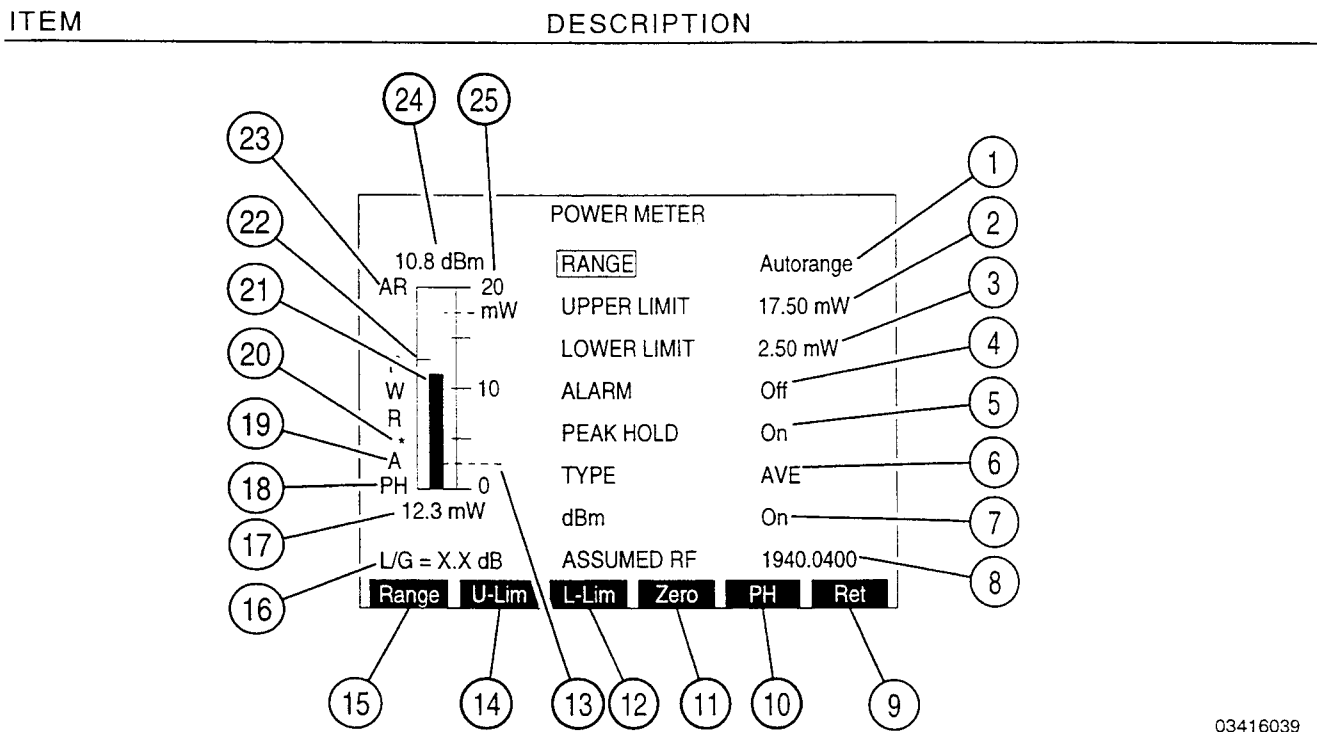 ITEM DESCRIPTION
24 25
23
1
POWER METER
22
2
10.8 dBm RANGE Autorange
AR 20
21
3
mW UPPER LIMIT 17.50 mW
LOWER LIMIT 2.50 mW
20
4
W 10 ALARM Off
19
5
R PEAK HOLD On
*
A TYPE AVE
18
6
PH 0
12.3 mW dBm On
17
7
L/G = X.X dB ASSUMED RF 1940.0400
8
16
Range U-Lim L-Lim Zero PH Ret
15 14 13 12 11 10 9
03416039